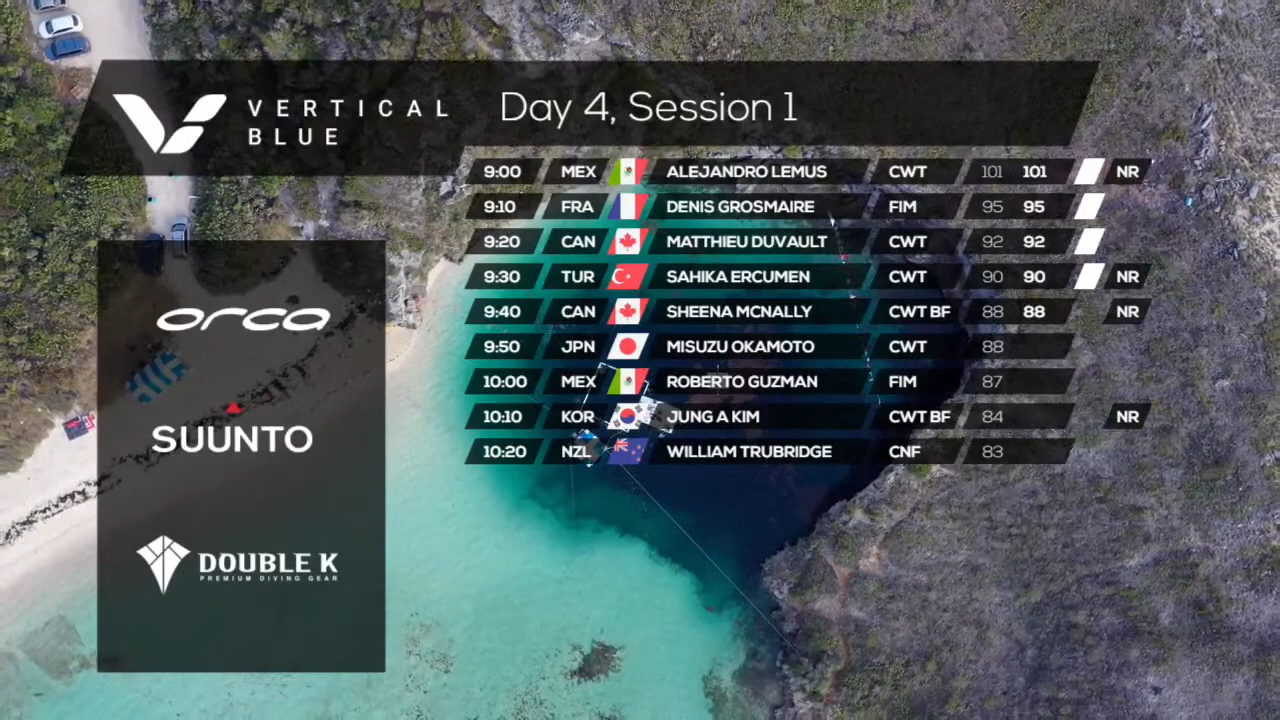 VERTICAL
BLUE
Day 4, Session 1
9:00 MEX ALEJANDRO LEMUS CWT 101 101 NR
9:10 FRA DENIS GROSMAIRE FIM 95 95
9:20 CAN MATTHIEU DUVAULT CWT 92 92
9:30 TUR SAHIKA ERCUMEN CWT 90 90 NR
9:40 CAN SHEENA MCNALLY CWT BF 88 88 NR
9:50 JPN MISUZU OKAMOTO CWT 88
10:00 MEX ROBERTO GUZMAN FIM 87
10:10 KOR JUNG A KIM CWT BF 84 NR
10:20 NZL WILLIAM TRUBRIDGE CNF 83
orca
SUUNTO
DOUBLE K
PREMIUM DIVING GEAR